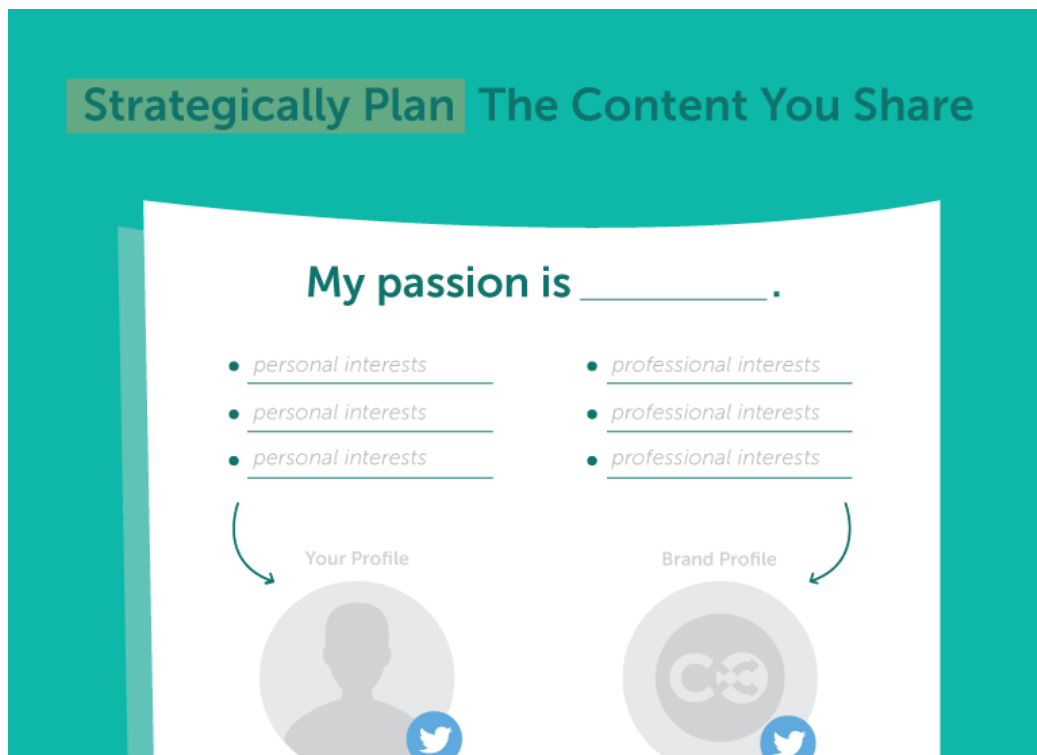 Strategically Plan The Content You Share
My passion is __________.
personal interests
professional interests
personal interests
professional interests
personal interests
professional interests
Your Profile
Brand Profile